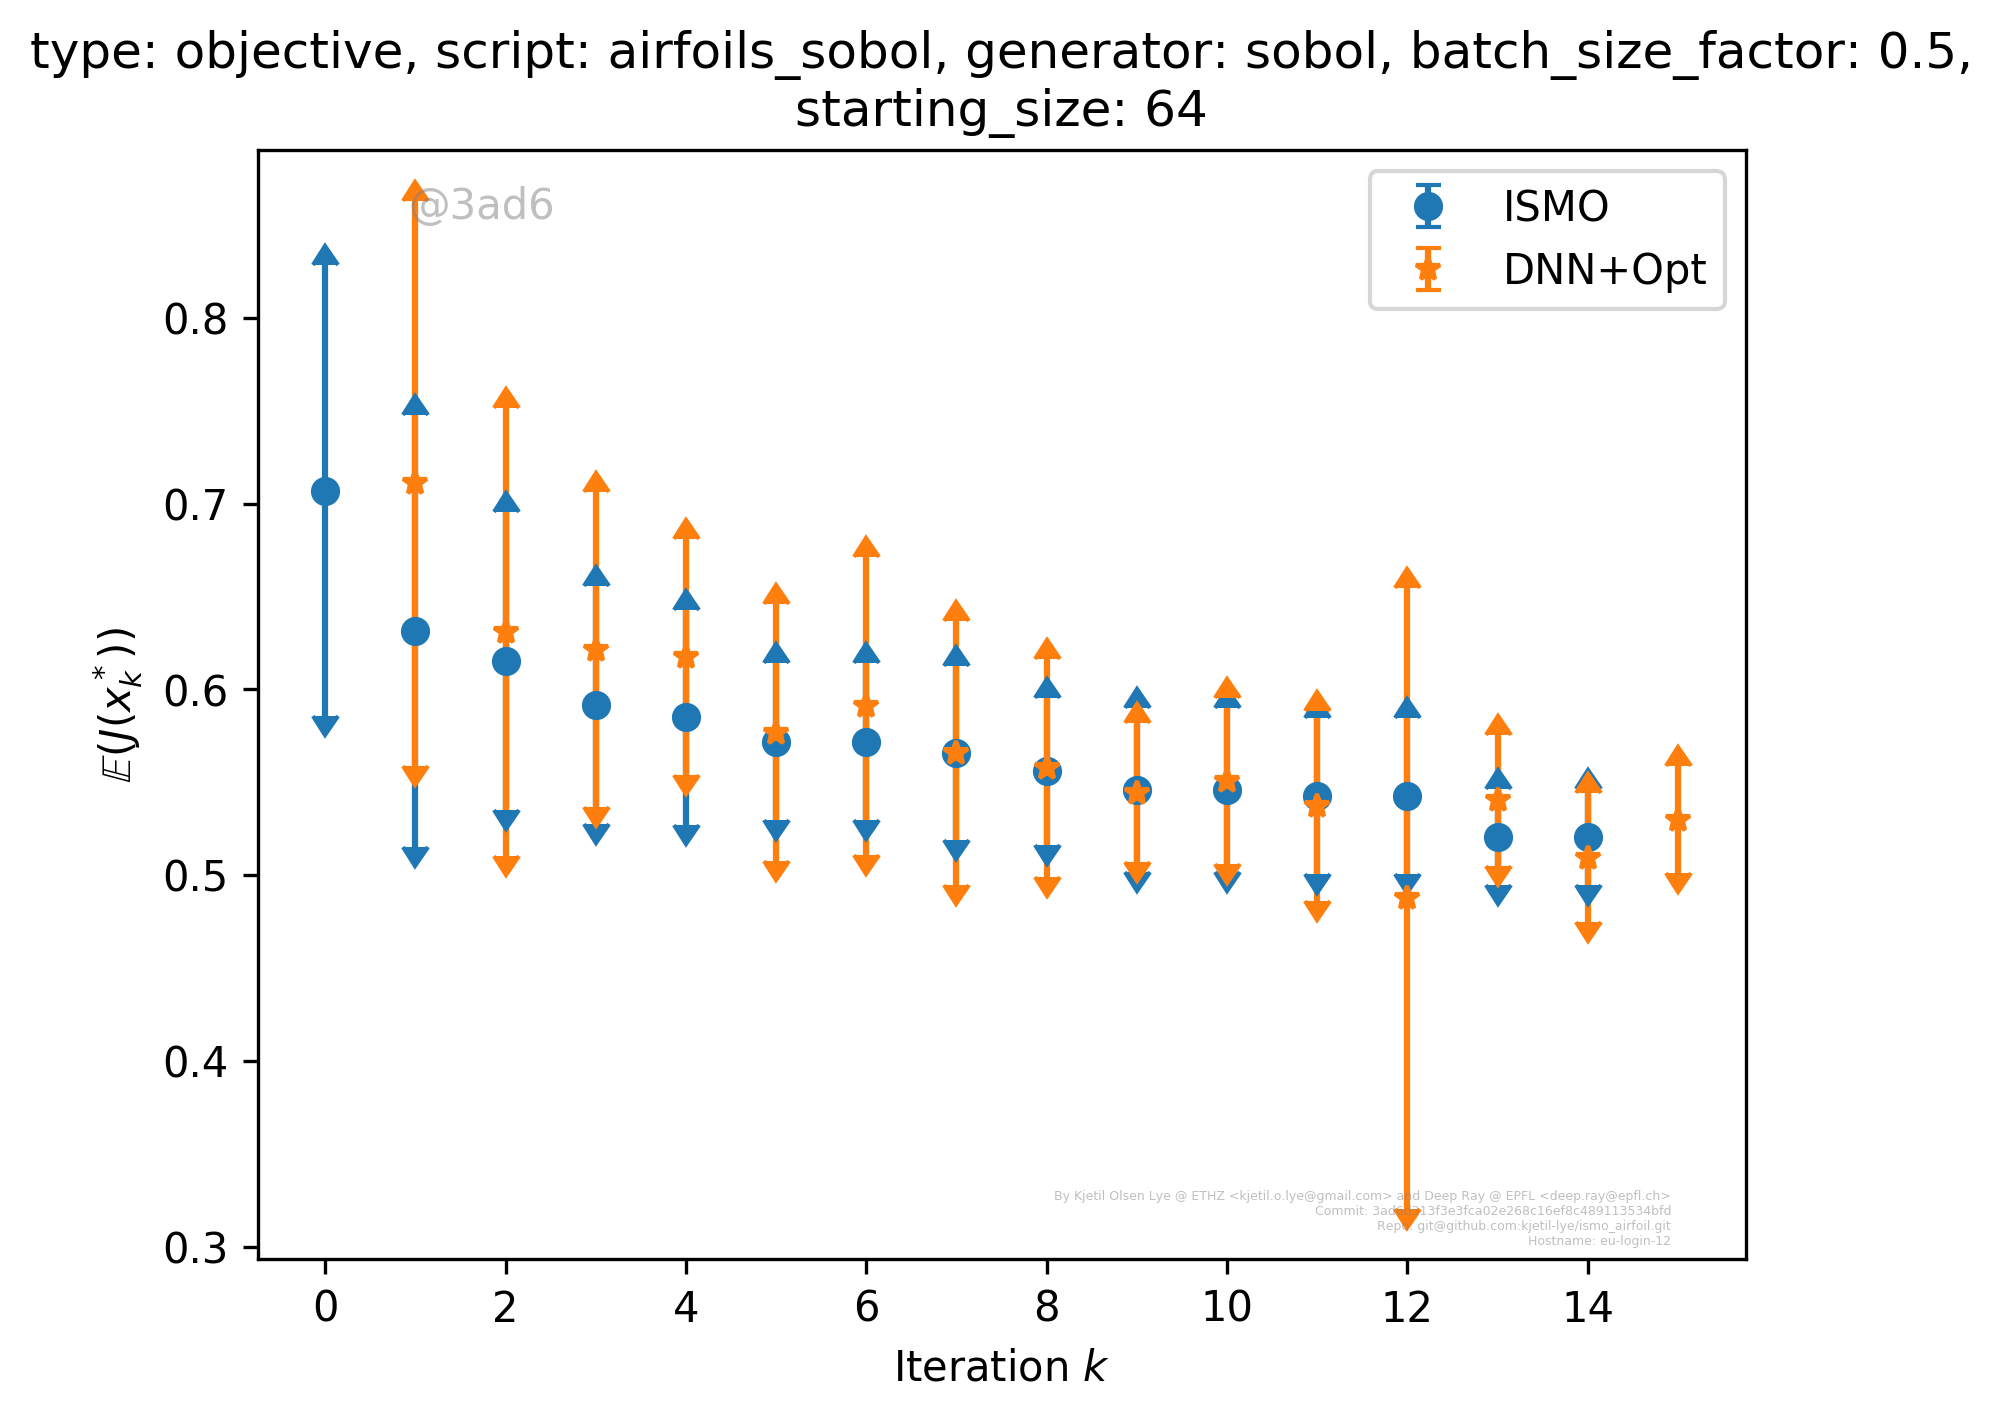 type: objective, script: airfoils_sobol, generator: sobol, batch_size_factor: 0.5,
starting_size: 64
@3ad6
ISMO
DNN+Opt
0.8
0.7
0.6
0.5
0.4
0.3
𝔼(J(x*k))
0 2 4 6 8 10 12 14
Iteration k
By Kjetil Olsen Lye @ ETHZ <kjetil.o.lye@gmail.com> and Deep Ray @ EPFL <deep.ray@epfl.ch>
Commit:
Repo: git@github.com:kjetil-lye/ismo_airfoil.git
Hostname: eu-login-12